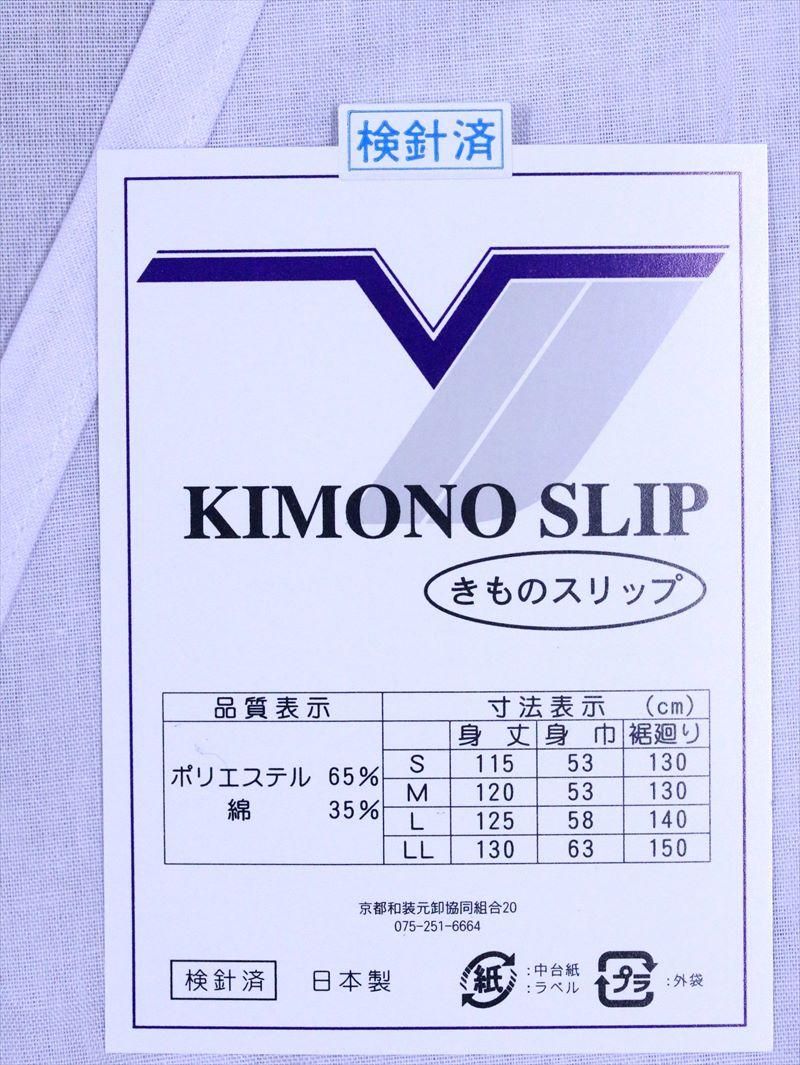 検針済
KIMONO SLIP
きものスリップ
品質表示 寸法表示 (cm)
身丈 身巾 裾廻り
ポリエステル 65%
綿 35%
S 115 53 130
M 120 53 130
L 125 58 140
LL 130 63 150
京都和装元卸協同組合20
075-251-6664
検針済 日本製 紙 :中台紙 プラ :外袋
:ラベル